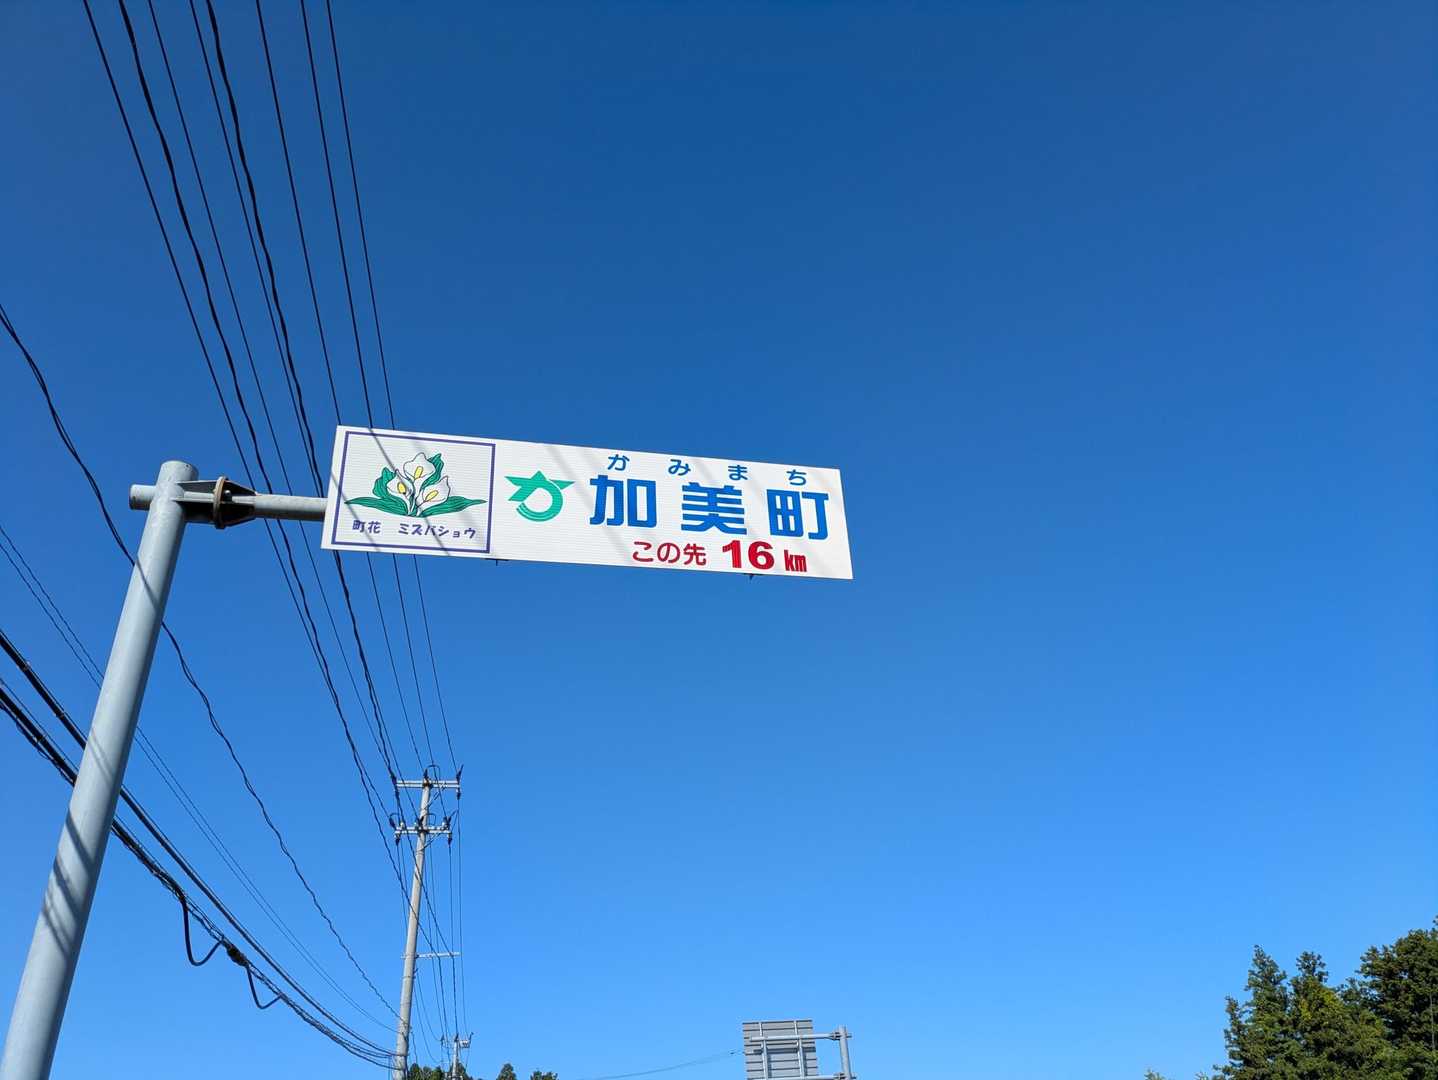 町花 ミズバショウ
かみまち
加美町
この先 16 km